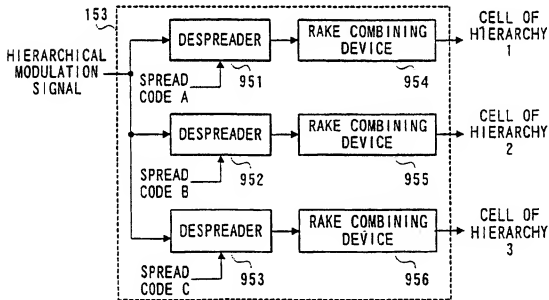 153
HIERARCHICAL
MODULATION
SIGNAL
DESPREADER
951
SPREAD
CODE A
RAKE COMBINING
DEVICE
954
CELL OF
HIERARCHY
1
DESPREADER
952
SPREAD
CODE B
RAKE COMBINING
DEVICE
955
CELL OF
HIERARCHY
2
DESPREADER
953
SPREAD
CODE C
RAKE COMBINING
DEVICE
956
CELL OF
HIERARCHY
3